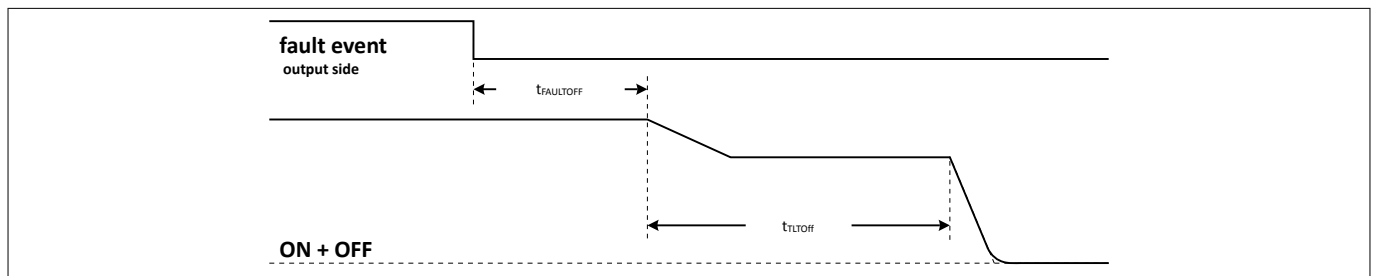 fault event
output side
tFAULTOFF
tTLTOff
ON + OFF